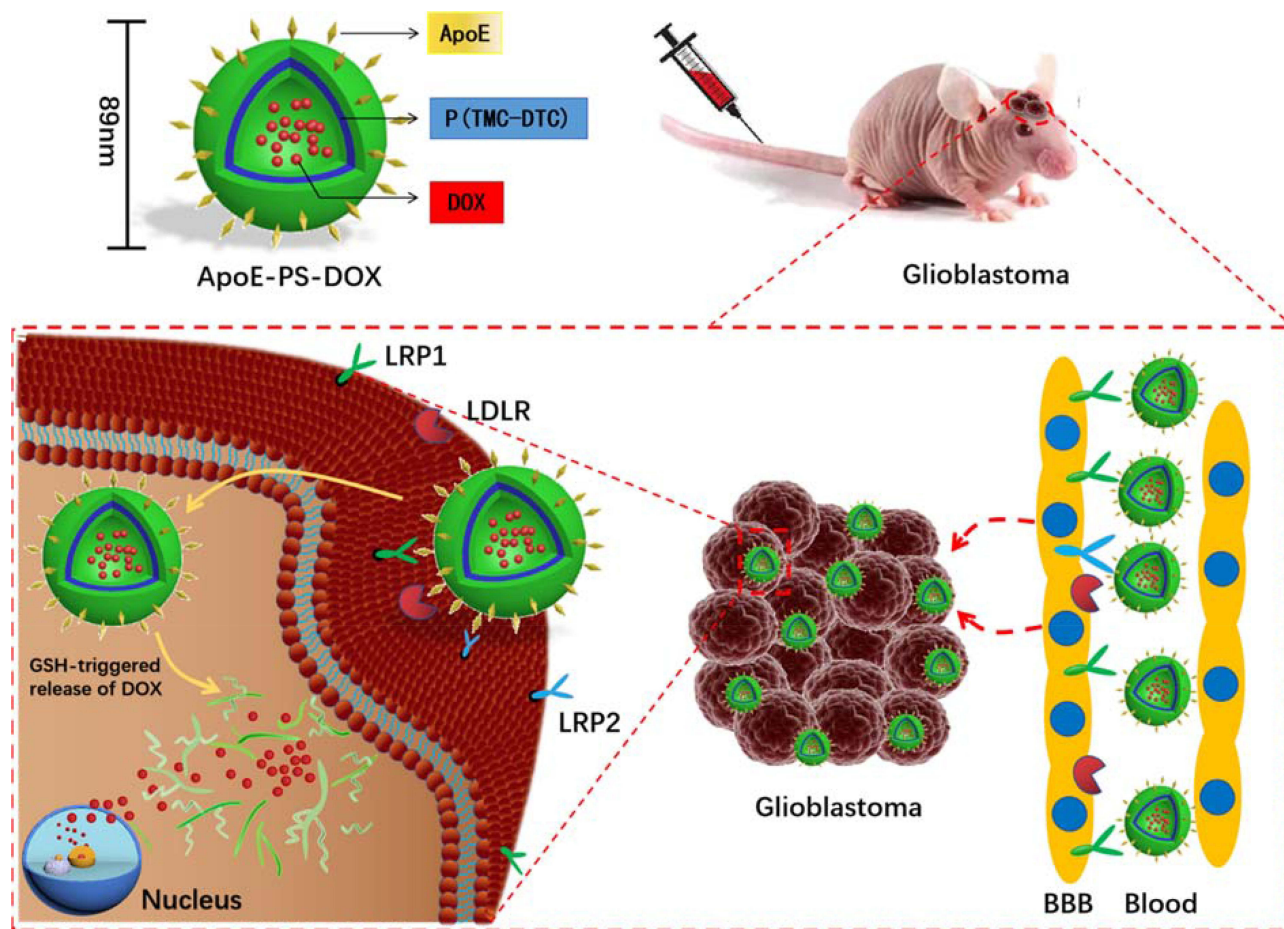 89nm
ApoE
P(TMC-DTC)
DOX
ApoE-PS-DOX
Glioblastoma
LRP1
LDLR
GSH-triggered
release of DOX
LRP2
Nucleus
Glioblastoma
BBB
Blood